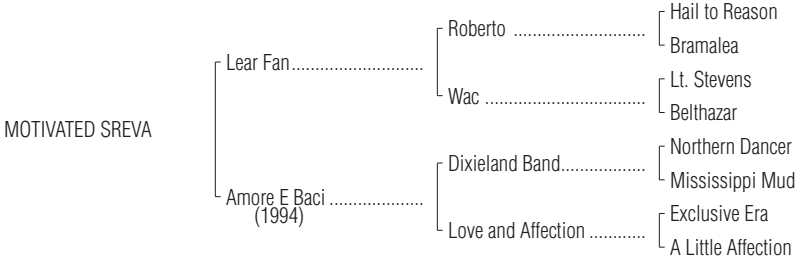 Hail to Reason
Roberto ............................
Bramalea
Lear Fan............................
Lt. Stevens
Wac ..................................
Belthazar
MOTIVATED SREVA
Northern Dancer
Dixieland Band..................
Mississippi Mud
Amore E Baci ....................
(1994)
Exclusive Era
Love and Affection ............
A Little Affection